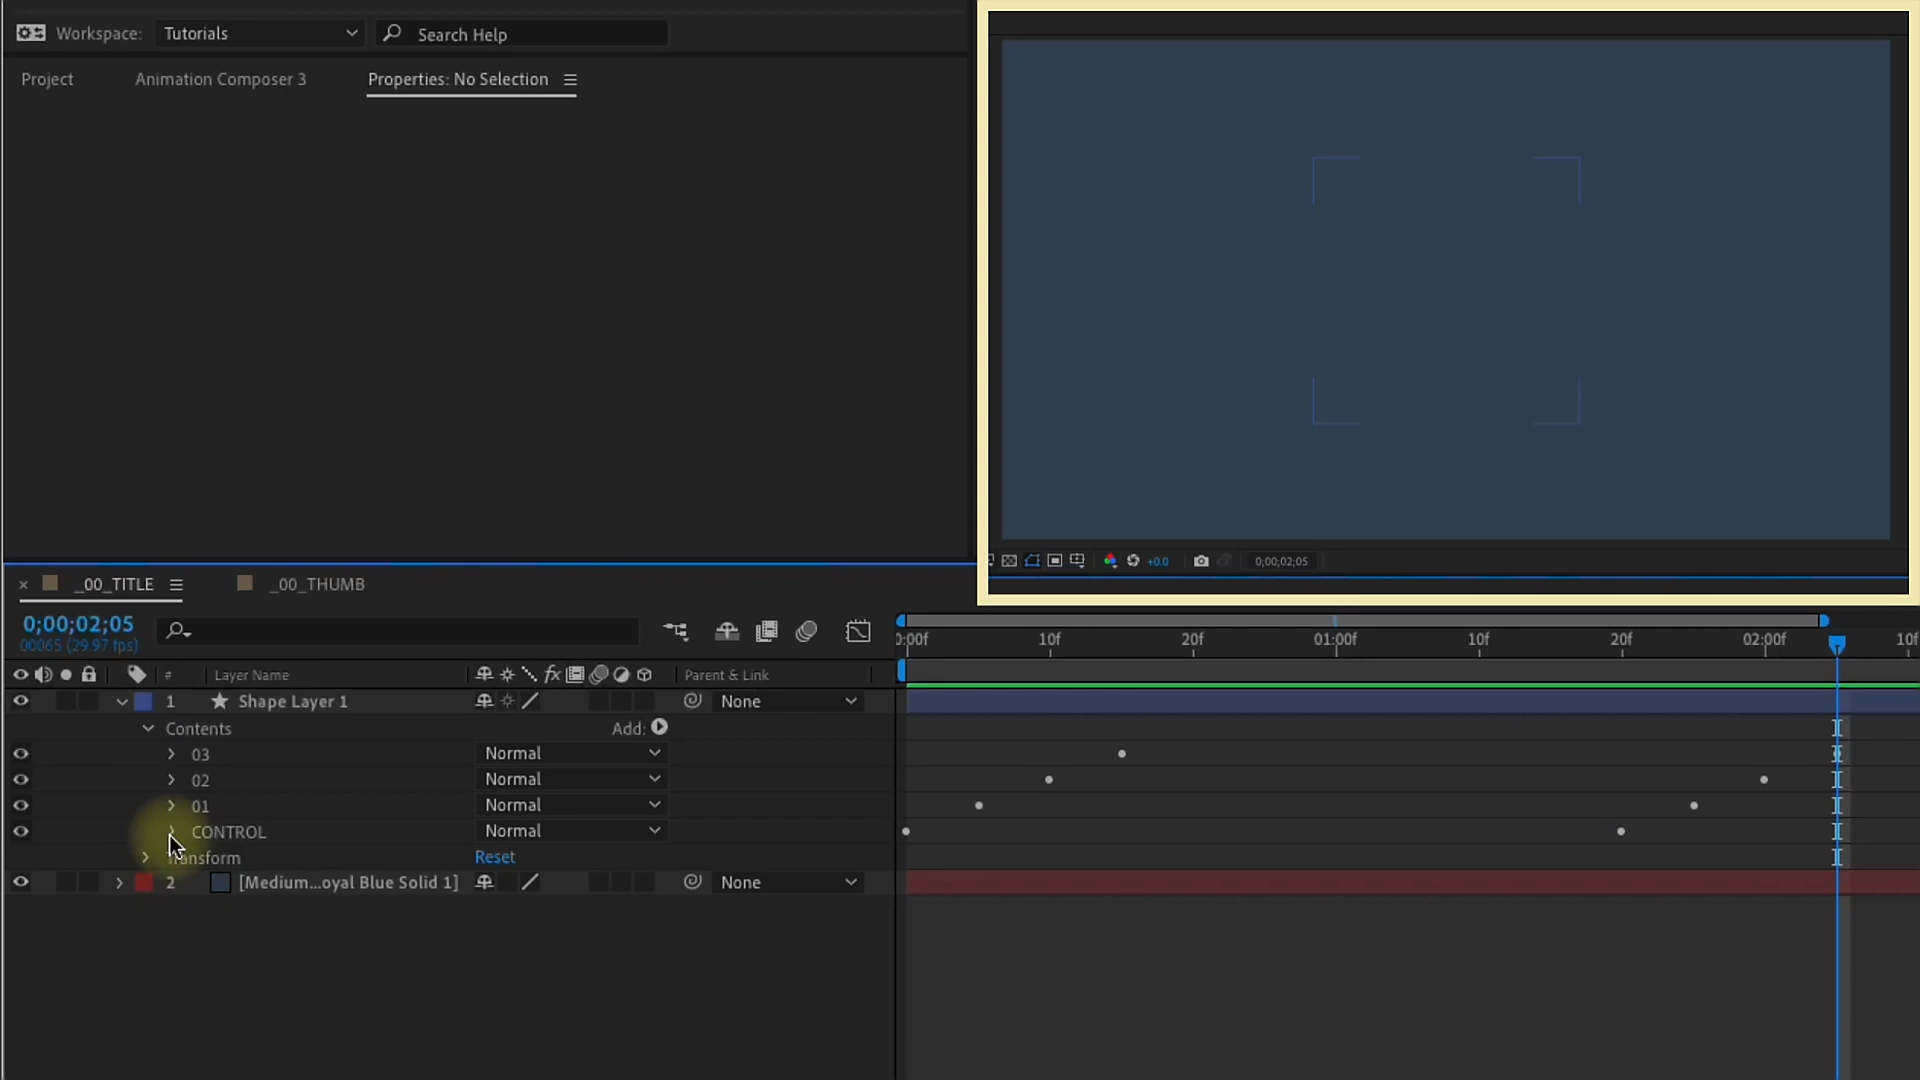 Workspace: Tutorials Search Help
Project Animation Composer 3 Properties: No Selection
+0.0 0;00;02;05
_00_TITLE _00_THUMB
0;00;02;05
00065 (29.97 fps)
0:00f 10f 20f 01:00f 10f 20f 02:00f 10f
# Layer Name fx Parent & Link
1 Shape Layer 1 None
Contents Add:
03 Normal
02 Normal
01 Normal
CONTROL Normal
Transform Reset
2 [Medium...oyal Blue Solid 1] None